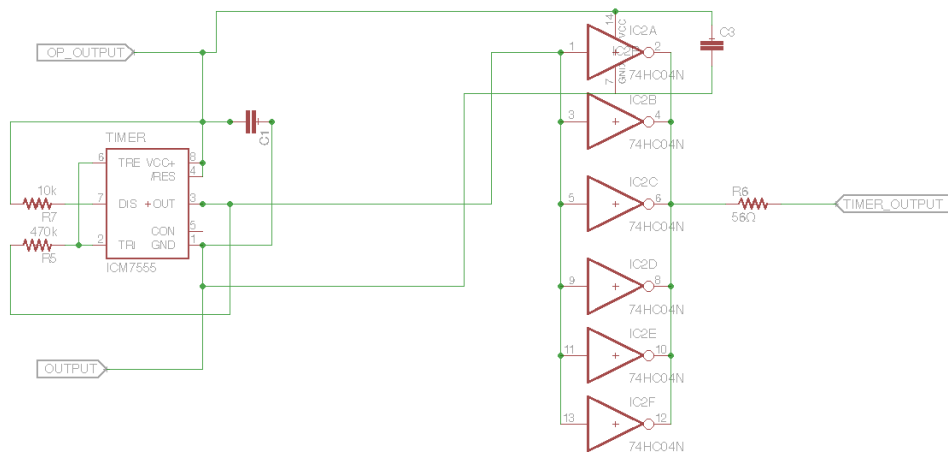 OP_OUTPUT
TIMER
6 TRE VCC+ 8
/RES 4
10k
7 DIS +OUT 3
R7
470k
CON 5
2 TRI GND 1
R5
ICM7555
C1
OUTPUT
14
VCC
IC2A
C3
1
2
7
GND
74HC04N
IC2B
3
4
74HC04N
IC2C
5
6
74HC04N
R6
56Ω
TIMER_OUTPUT
IC2D
9
8
74HC04N
IC2E
11
10
74HC04N
IC2F
13
12
74HC04N